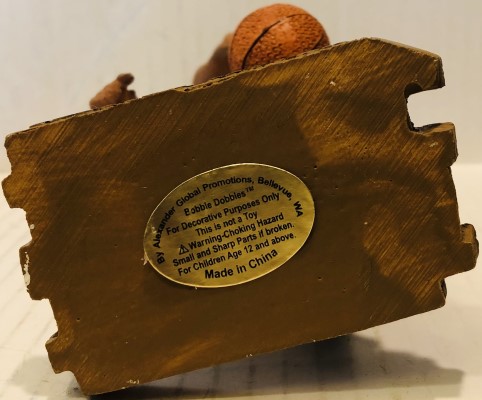 By Alexander Global Promotions, Bellevue, WA
Bobble Dobbles™
For Decorative Purposes Only
This is not a Toy
⚠ Warning-Choking Hazard
Small and Sharp Parts if broken.
For Children Age 12 and above.
Made in China